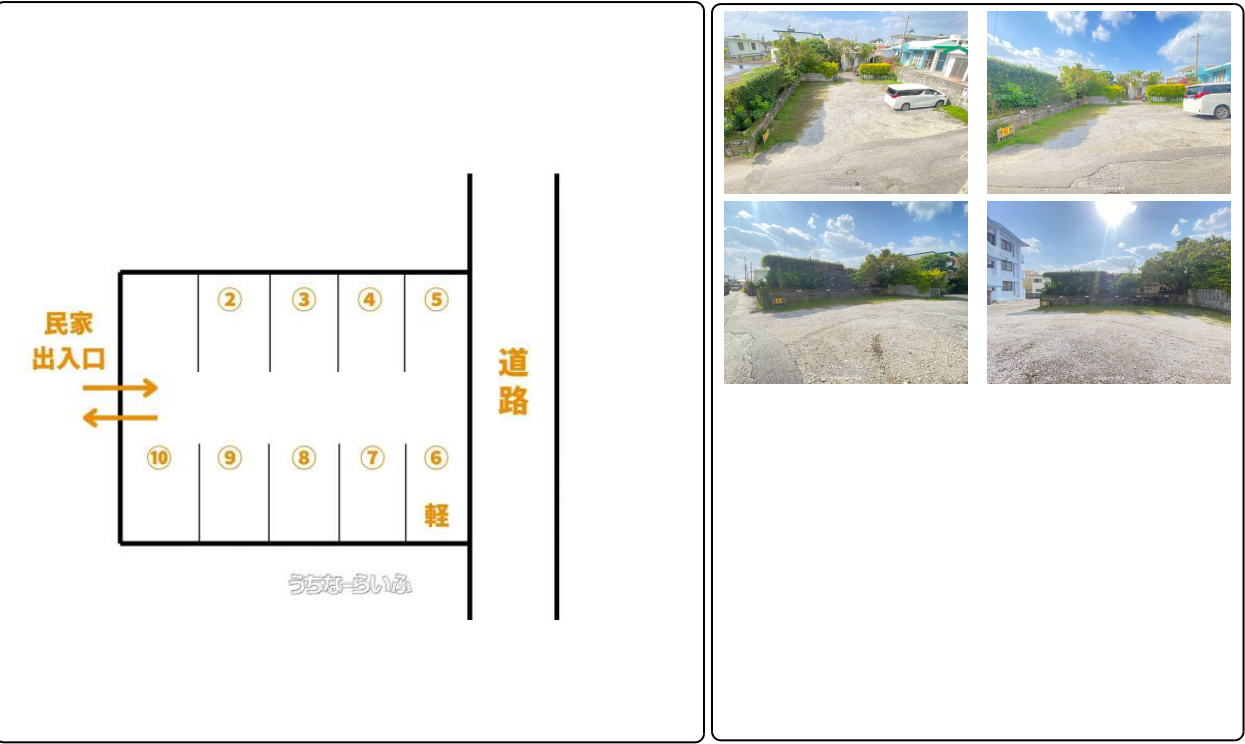 ② ③ ④ ⑤
民家
出入口
道
路
⑩ ⑨ ⑧ ⑦ ⑥
軽
うちなーらいふ